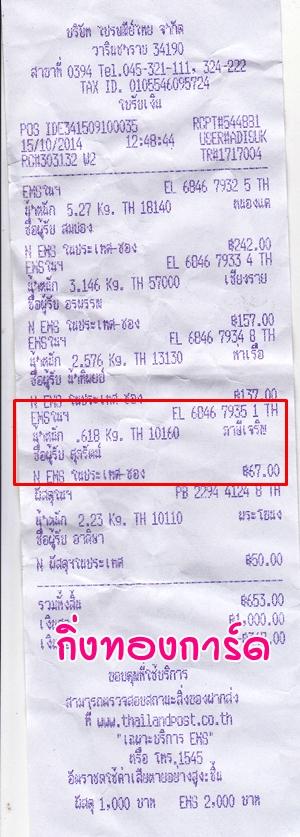 บริษัท ไปรษณีย์ไทย จำกัด
วารินชำราบ 34190
สาขาที่ 0394 Tel.045-321-111, 324-222
TAX ID. 0105546095724
ใบรับเงิน
POS IDE341509100035 RCPT#544881
15/10/2014 12:48:44 USER#ADISUK
RC#303132 W2 TR#1717004
EMSในฯ EL 6846 7932 5 TH
น้ำหนัก 5.27 Kg. TH 18140 หนองแค
ชื่อผู้รับ สมปอง
N EMS ในประเทศ-ซอง ฿242.00
EMSในฯ EL 6846 7933 4 TH
น้ำหนัก 3.146 Kg. TH 57000 เชียงราย
ชื่อผู้รับ อรพรรณ
N EMS ในประเทศ-ซอง ฿157.00
EMSในฯ EL 6846 7934 8 TH
น้ำหนัก 2.576 Kg. TH 13130 ท่าเรือ
ชื่อผู้รับ น้ำทิพย์
N EMS ในประเทศ-ซอง ฿137.00
EMSในฯ EL 6846 7935 1 TH
น้ำหนัก .618 Kg. TH 10160 ภาษีเจริญ
ชื่อผู้รับ สุดรัตน์
N EMS ในประเทศ-ซอง ฿67.00
พัสดุในฯ PB 2294 4124 8 TH
น้ำหนัก 2.23 Kg. TH 10110 พระโขนง
ชื่อผู้รับ อาลิษา
N พัสดุฯในประเทศ ฿50.00
รวมทั้งสิ้น ฿653.00
฿1,000.00
กิ่งทองการ์ด
ขอบคุณที่ใช้บริการ
สามารถตรวจสอบสถานะสิ่งของฝากส่ง
ที่ www.thailandpost.co.th
"เฉพาะบริการ EMS"
หรือ โทร.1545
อัตราชดใช้ค่าเสียหายอย่างสูง:ชิ้น
พัสดุ 1,000 บาท EMS 2,000 บาท